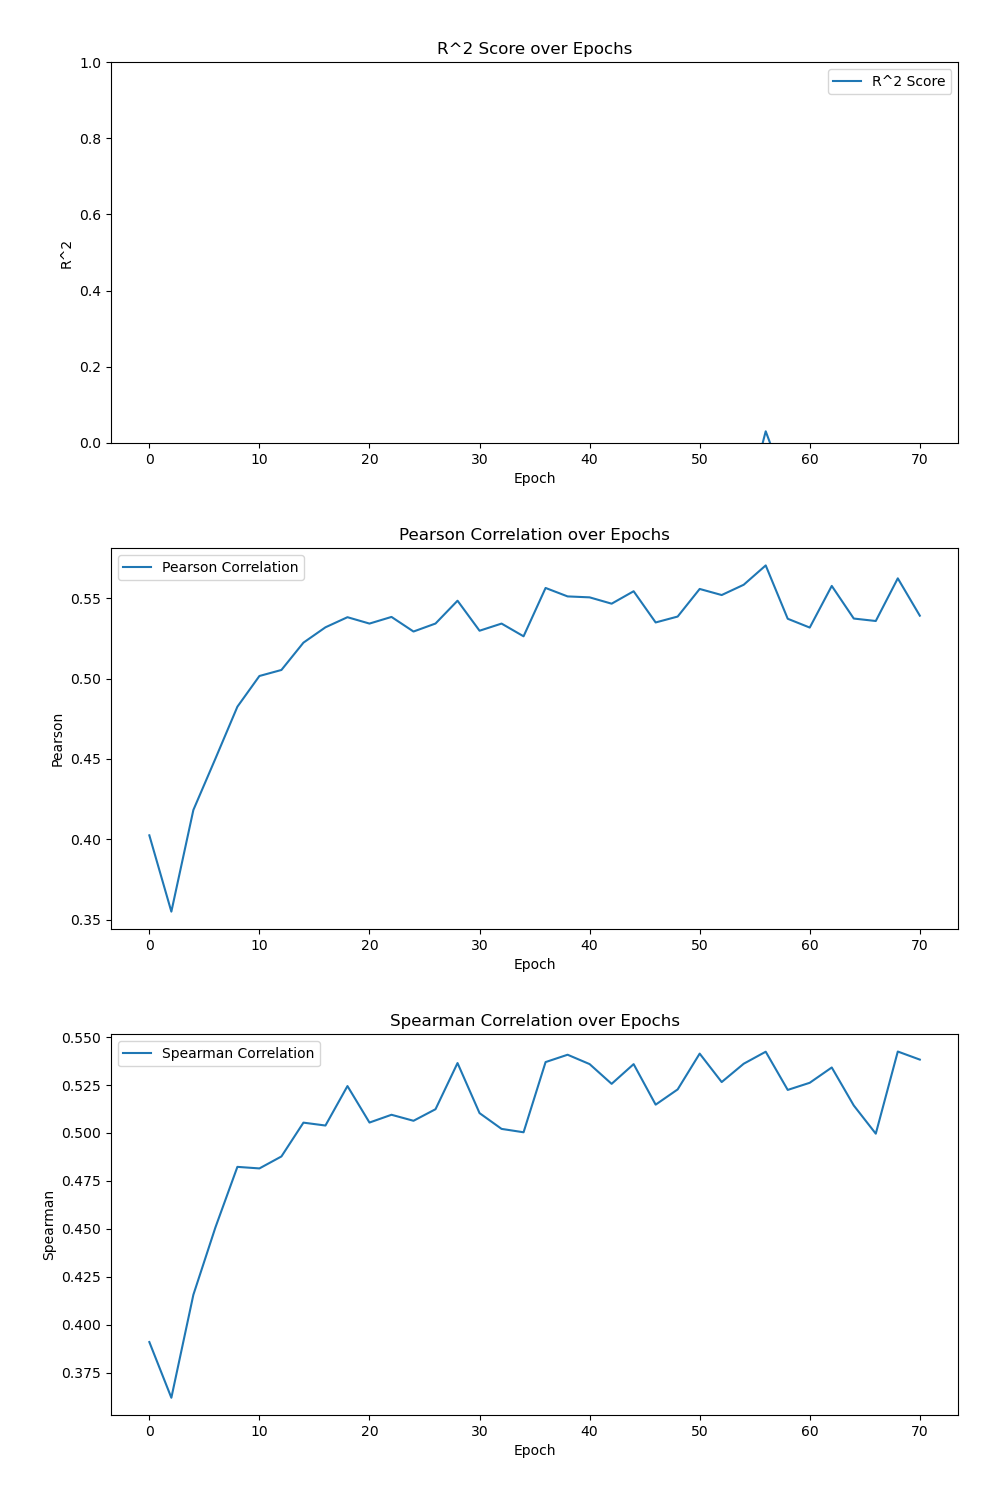 R^2 Score over Epochs
R^2 Score
1.0
0.8
0.6
0.4
0.2
0.0
R^2
0 10 20 30 40 50 60 70
Epoch
Pearson Correlation over Epochs
Pearson Correlation
0.55
0.50
0.45
0.40
0.35
Pearson
0 10 20 30 40 50 60 70
Epoch
Spearman Correlation over Epochs
Spearman Correlation
0.550
0.525
0.500
0.475
0.450
0.425
0.400
0.375
Spearman
0 10 20 30 40 50 60 70
Epoch